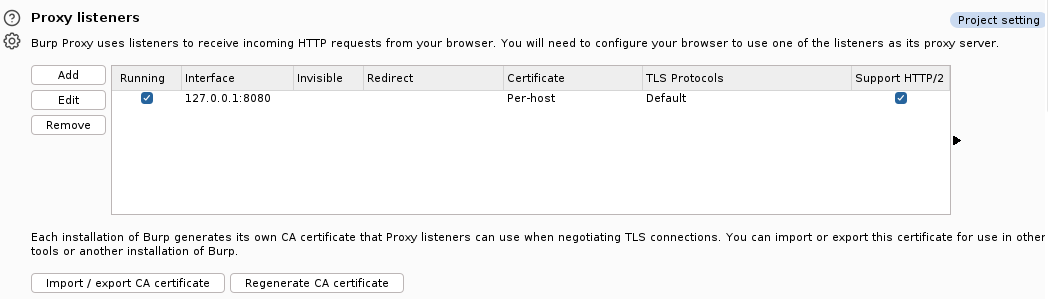 Proxy listeners
Project setting
Burp Proxy uses listeners to receive incoming HTTP requests from your browser. You will need to configure your browser to use one of the listeners as its proxy server.
Add
Edit
Remove
Running Interface Invisible Redirect Certificate TLS Protocols Support HTTP/2
127.0.0.1:8080 Per-host Default
Each installation of Burp generates its own CA certificate that Proxy listeners can use when negotiating TLS connections. You can import or export this certificate for use in other
tools or another installation of Burp.
Import / export CA certificate Regenerate CA certificate